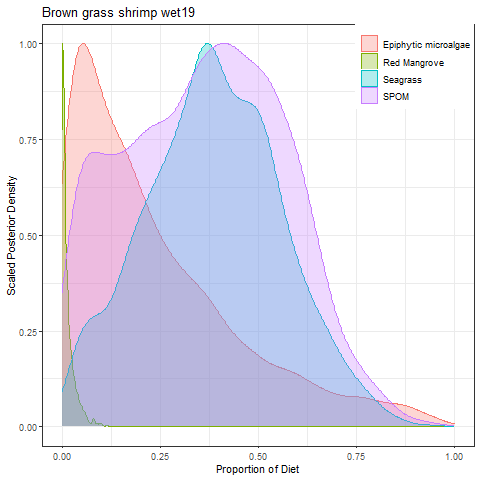 Brown grass shrimp wet19
Epiphytic microalgae
Red Mangrove
Seagrass
SPOM
1.00
0.75
0.50
0.25
0.00
Scaled Posterior Density
0.00 0.25 0.50 0.75 1.00
Proportion of Diet